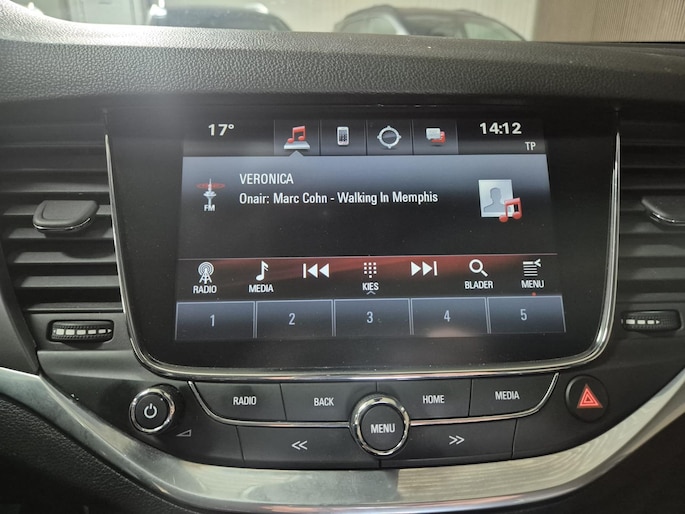 17°
14:12
TP
VERONICA
Onair: Marc Cohn - Walking In Memphis
FM
RADIO
MEDIA
KIES
BLADER
MENU
1
2
3
4
5
RADIO
BACK
HOME
MEDIA
MENU